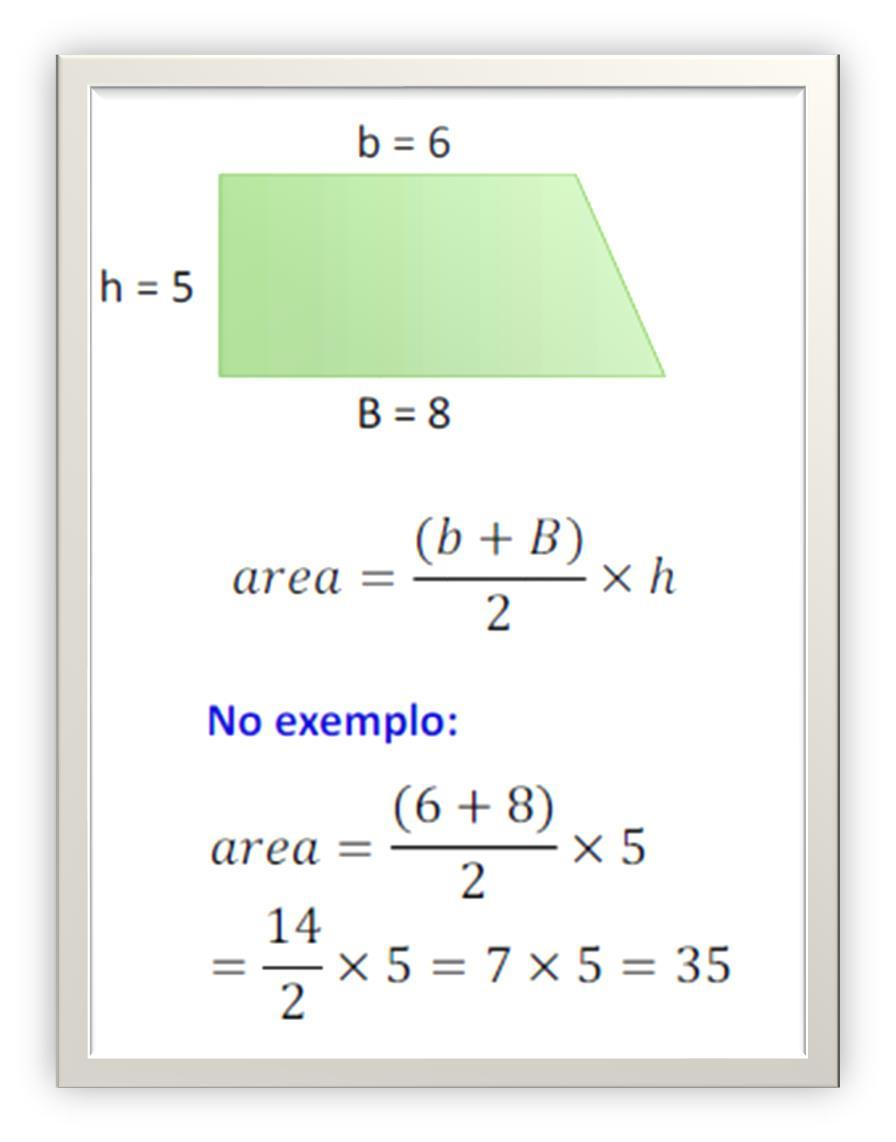 b = 6
h = 5
B = 8
area = (b + B)/2 × h
No exemplo:
area = (6 + 8)/2 × 5
= 14/2 × 5 = 7 × 5 = 35